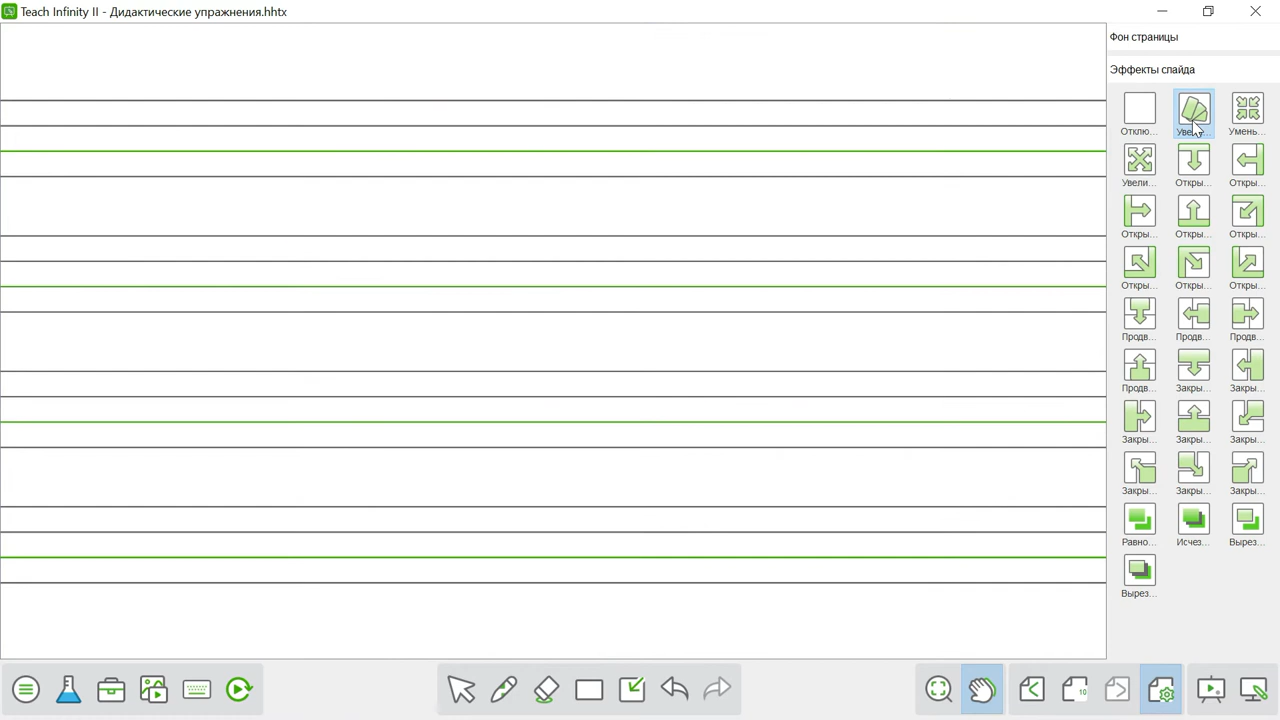 Teach Infinity II - Дидактические упражнения.hhtx
Фон страницы
Эффекты слайда
Отклю... Умень...
Увели... Откры... Откры...
Откры... Откры... Откры...
Откры... Откры... Откры...
Продв... Продв... Продв...
Продв... Закры... Закры...
Закры... Закры... Закры...
Закры... Закры... Закры...
Равно... Исчез... Вырез...
Вырез...
10